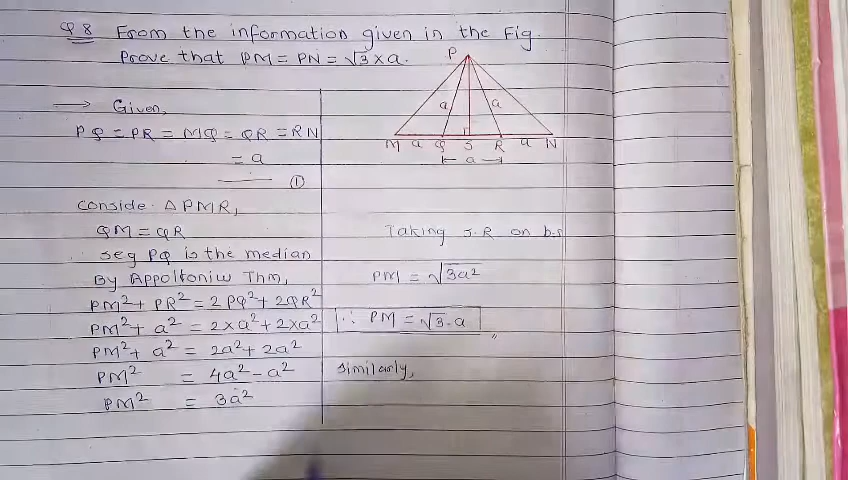 Q8 From the information given in the Fig.
Prove that PM = PN = √3 × a.
P
a a
M a Q S R a N
a
→ Given,
PQ = PR = MQ = QR = RN
= a
①
Conside. △PMR,
QM = QR
seg PQ is the median
By Appoltoniu Thm,
PM² + PR² = 2PQ² + 2QR²
PM² + a² = 2×a² + 2×a²
PM² + a² = 2a² + 2a²
PM² = 4a² - a²
PM² = 3a²
Taking S.R on b.s
PM = √3a²
∴ PM = √3.a
Similarly,